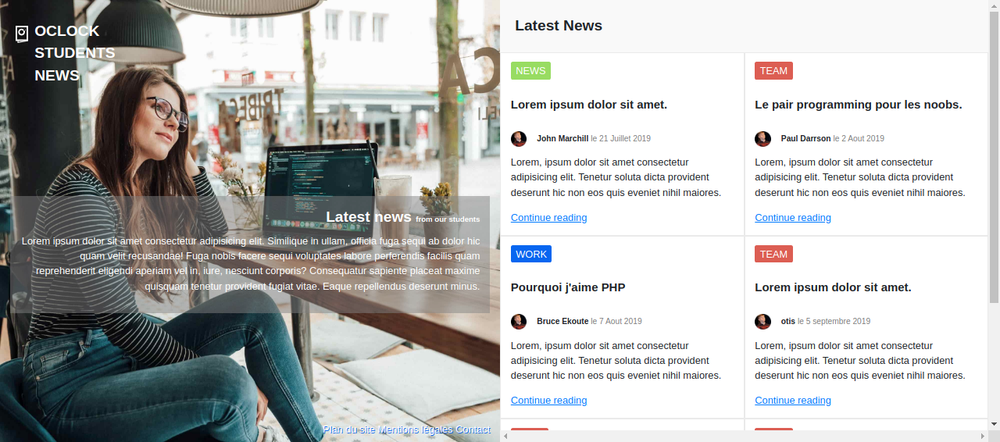 OCLOCK
STUDENTS
NEWS
Latest news from our students
Lorem ipsum dolor sit amet consectetur adipisicing elit. Similique in ullam, officia fuga sequi ab dolor hic
quam velit recusandae! Fuga nobis facere sequi voluptates labore perferendis facilis quam
reprehenderit eligendi aperiam vel in, iure, nesciunt corporis? Consequatur sapiente placeat maxime
quisquam tenetur provident fugiat vitae. Eaque repellendus deserunt minus.
Plan du site Mentions légales Contact
Latest News
NEWS
Lorem ipsum dolor sit amet.
John Marchill le 21 Juillet 2019
Lorem, ipsum dolor sit amet consectetur
adipisicing elit. Tenetur soluta dicta provident
deserunt hic non eos quis eveniet nihil maiores.
Continue reading
TEAM
Le pair programming pour les noobs.
Paul Darrson le 2 Aout 2019
Lorem, ipsum dolor sit amet consectetur
adipisicing elit. Tenetur soluta dicta provident
deserunt hic non eos quis eveniet nihil maiores.
Continue reading
WORK
Pourquoi j'aime PHP
Bruce Ekoute le 7 Aout 2019
Lorem, ipsum dolor sit amet consectetur
adipisicing elit. Tenetur soluta dicta provident
deserunt hic non eos quis eveniet nihil maiores.
Continue reading
TEAM
Lorem ipsum dolor sit amet.
otis le 5 septembre 2019
Lorem, ipsum dolor sit amet consectetur
adipisicing elit. Tenetur soluta dicta provident
deserunt hic non eos quis eveniet nihil maiores.
Continue reading